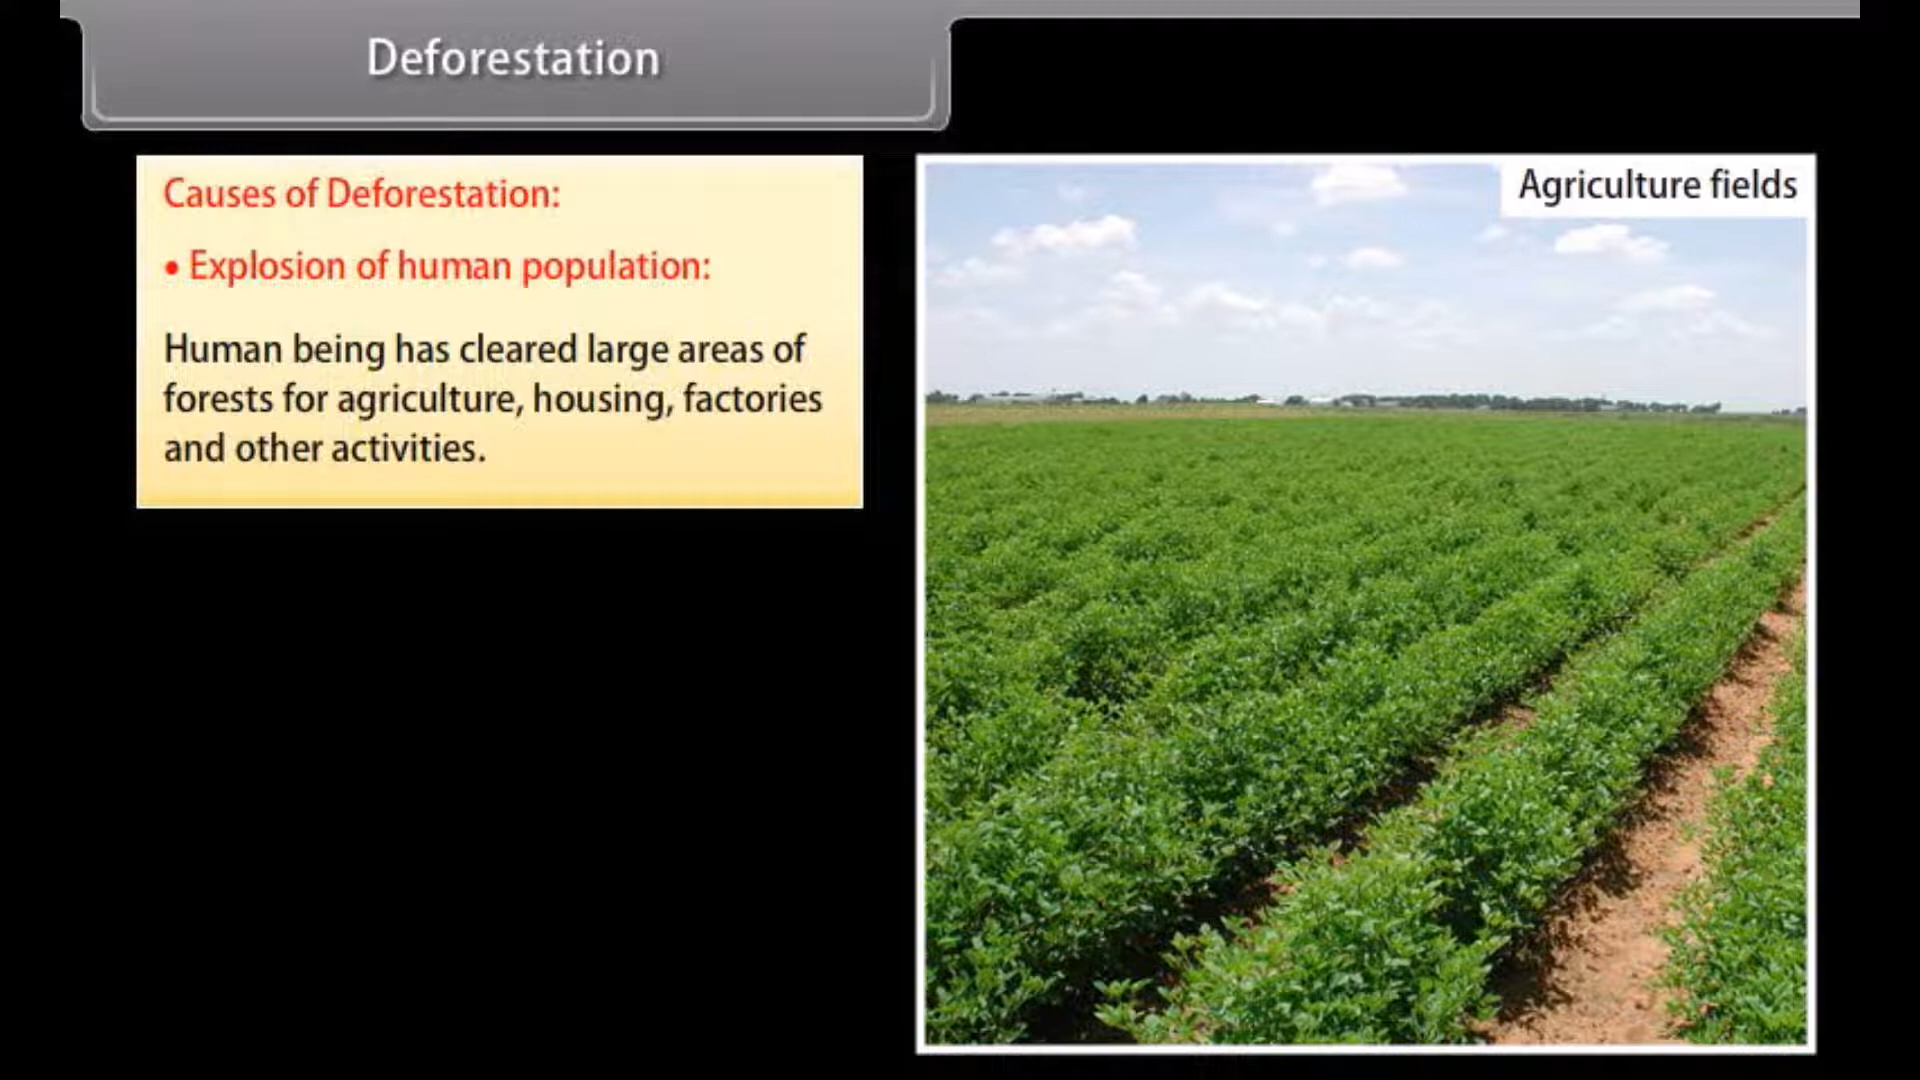 Deforestation
Causes of Deforestation:
• Explosion of human population:
Human being has cleared large areas of
forests for agriculture, housing, factories
and other activities.
Agriculture fields